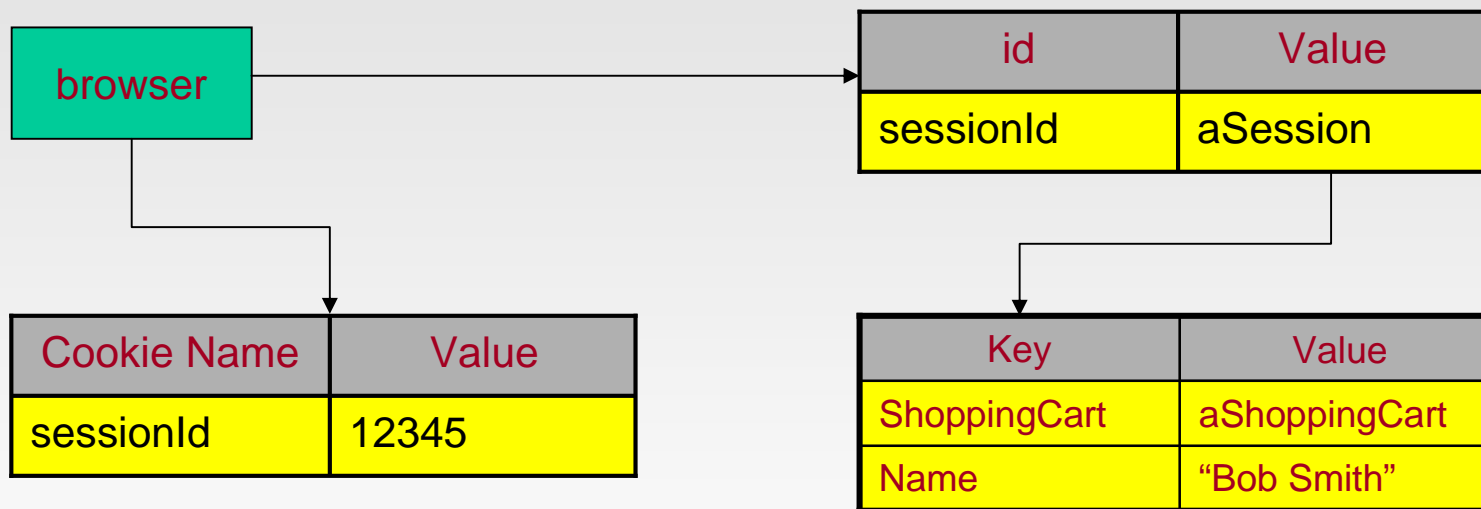 browser
id Value
sessionId aSession
Cookie Name Value
sessionId 12345
Key Value
ShoppingCart aShoppingCart
Name “Bob Smith”